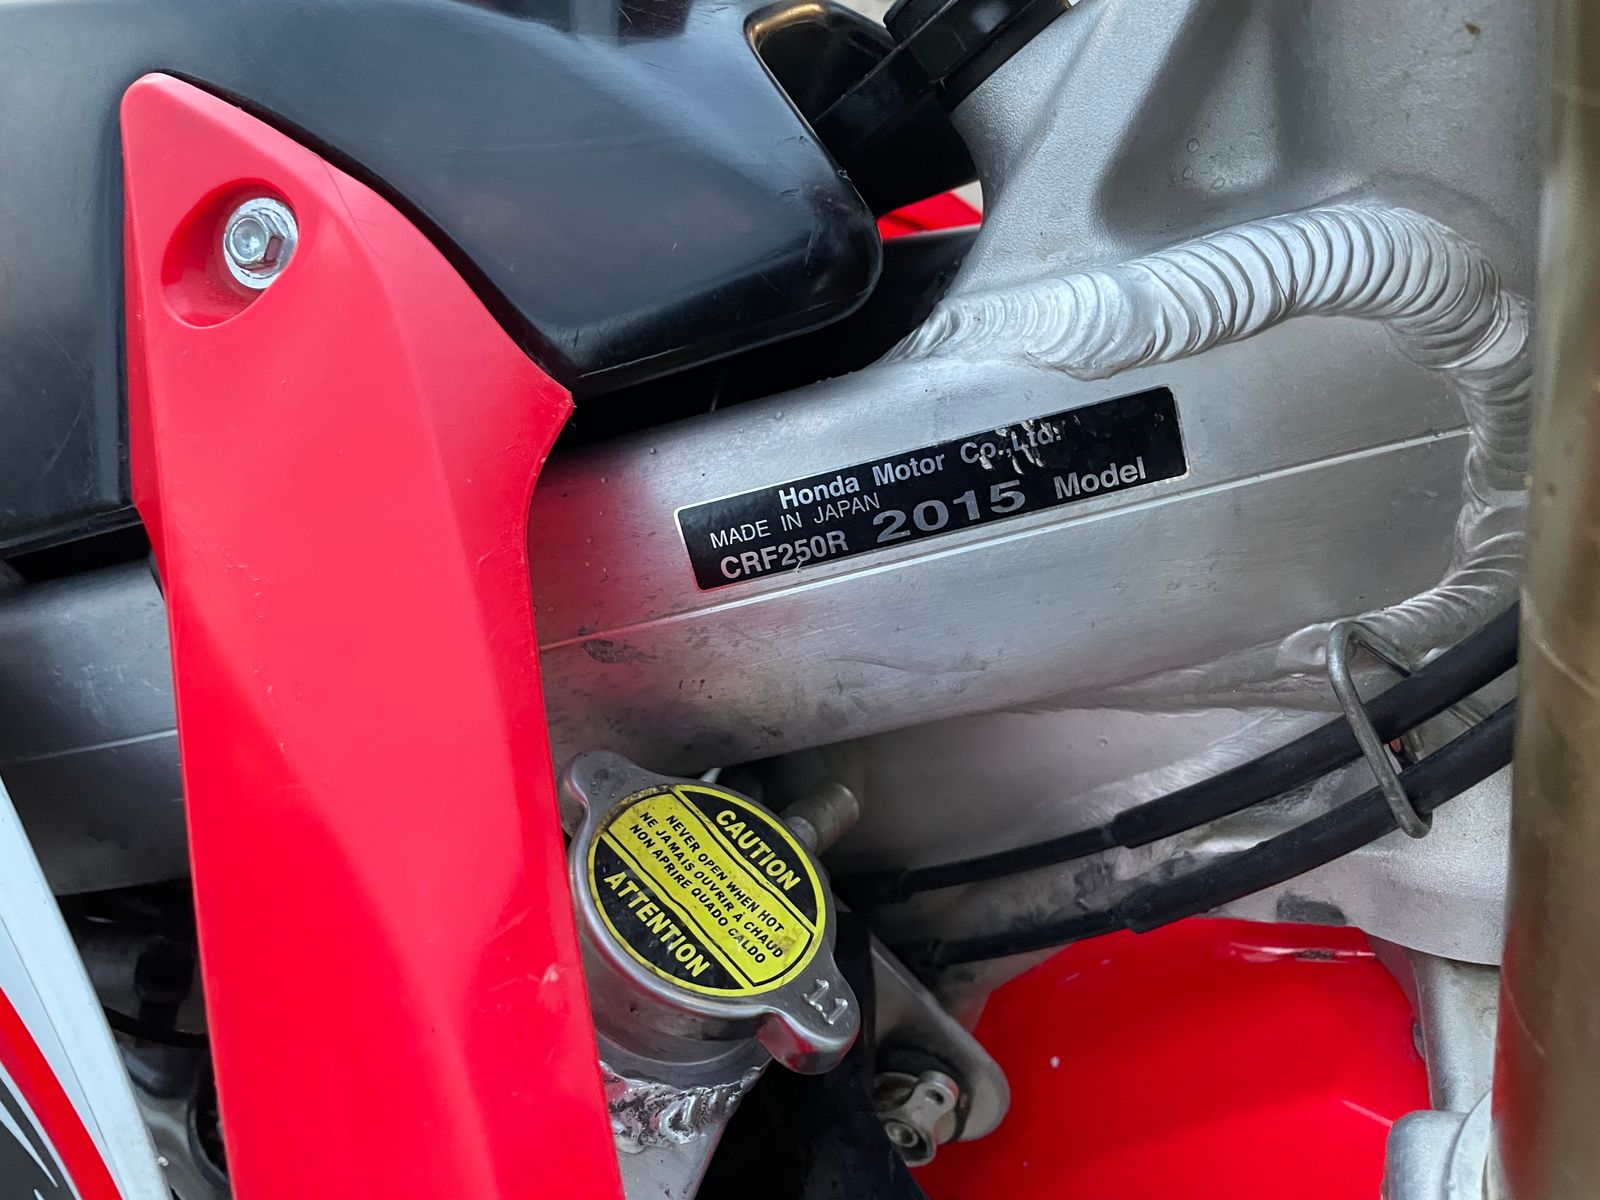 Honda Motor Co.,Ltd.
MADE IN JAPAN
CRF250R 2015 Model
CAUTION
NEVER OPEN WHEN HOT
NE JAMAIS OUVRIR À CHAUD
NON APRIRE QUADO CALDO
ATTENTION
1.1